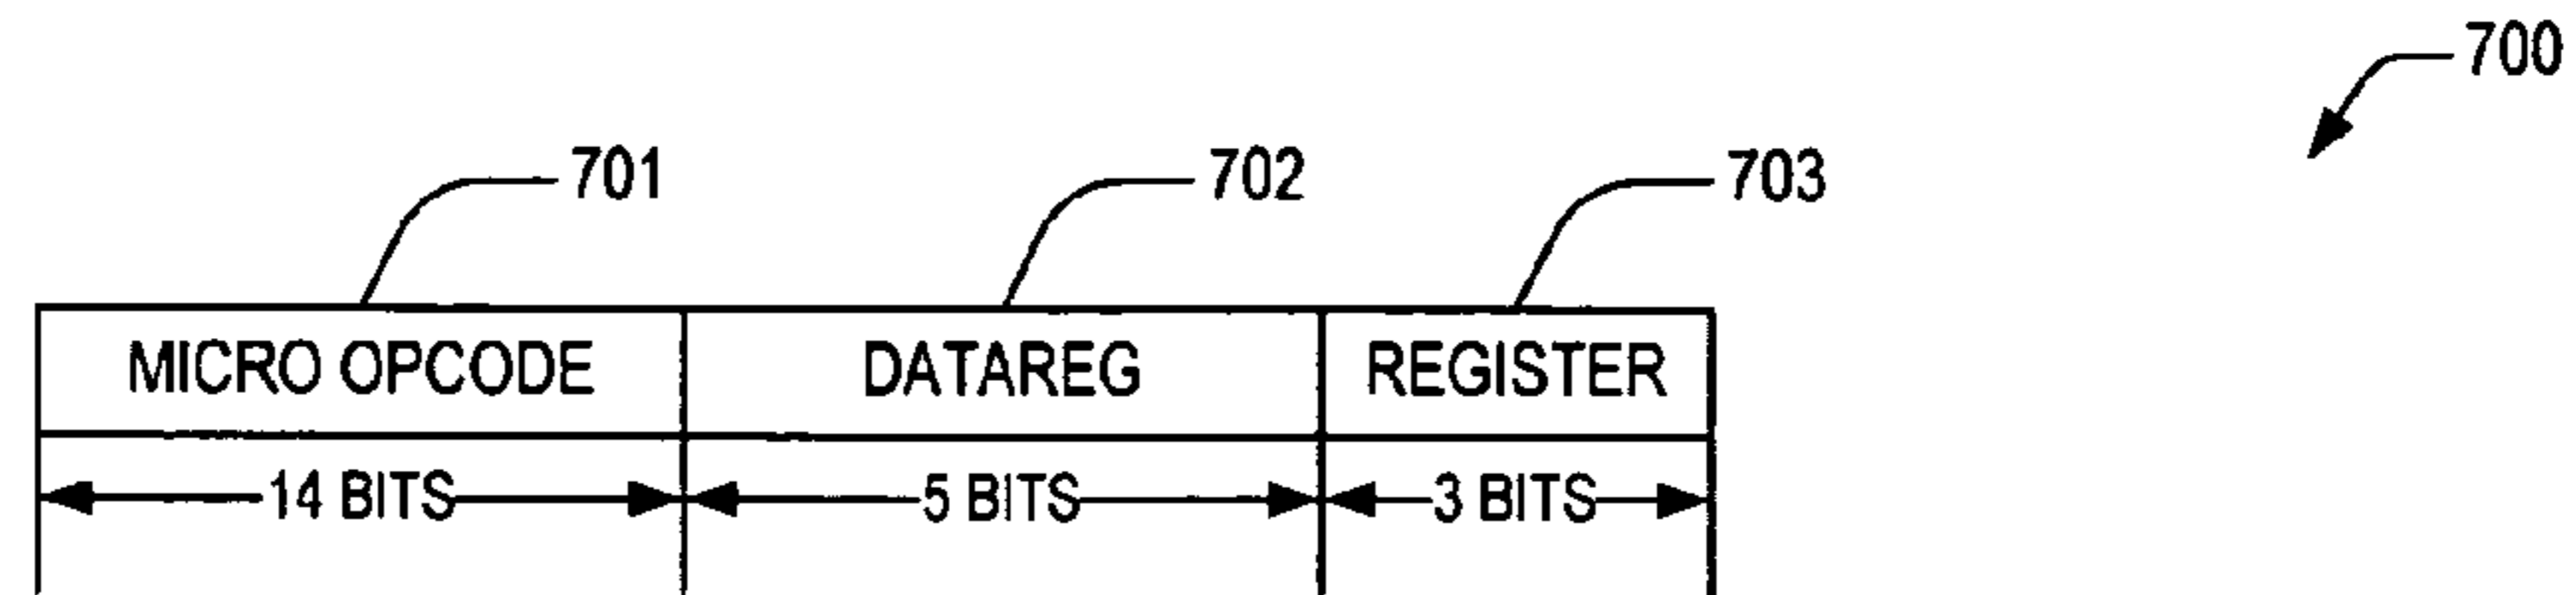 700
701 702 703
MICRO OPCODE DATAREG REGISTER
14 BITS 5 BITS 3 BITS